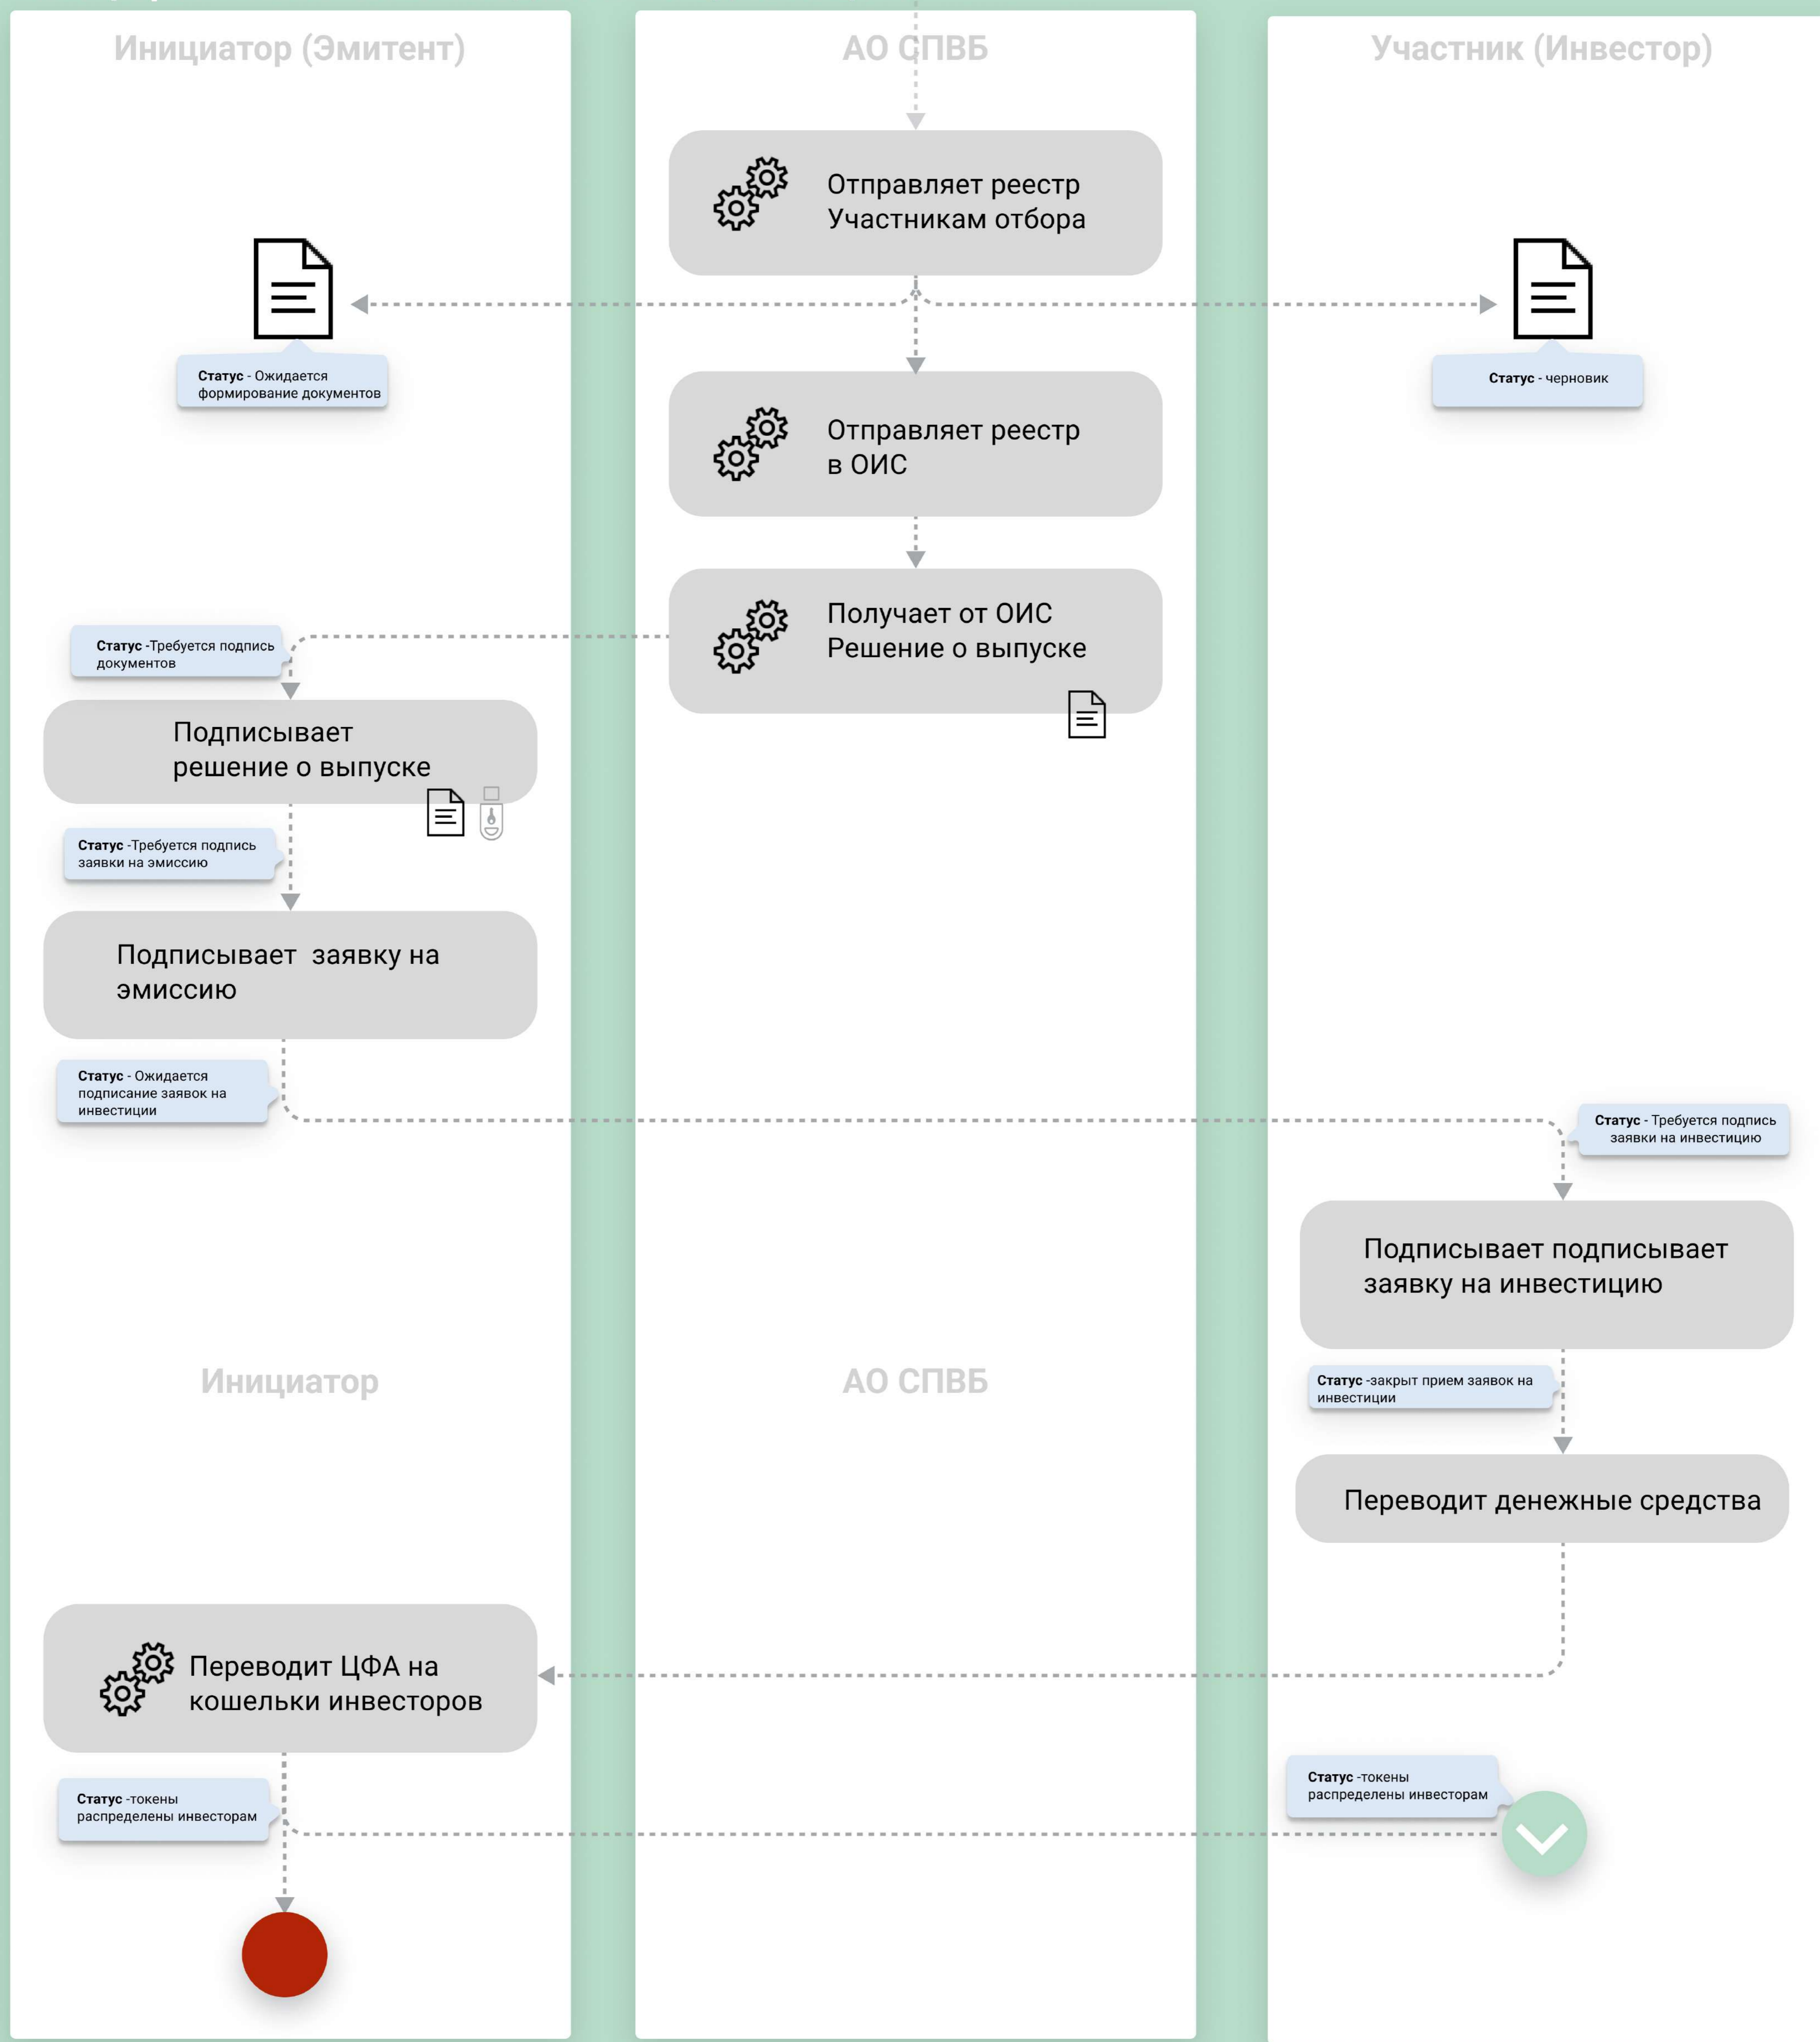 Инициатор (Эмитент)
АО СПВБ
Участник (Инвестор)
Отправляет реестр
Участникам отбора
Статус - Ожидается
формирование документов
Статус - черновик
Отправляет реестр
в ОИС
Получает от ОИС
Решение о выпуске
Статус -Требуется подпись
документов
Подписывает
решение о выпуске
Статус -Требуется подпись
заявки на эмиссию
Подписывает заявку на
эмиссию
Статус - Ожидается
подписание заявок на
инвестиции
Статус - Требуется подпись
заявки на инвестицию
Подписывает подписывает
заявку на инвестицию
Инициатор
АО СПВБ
Статус -закрыт прием заявок на
инвестиции
Переводит денежные средства
Переводит ЦФА на
кошельки инвесторов
Статус -токены
распределены инвесторам
Статус -токены
распределены инвесторам